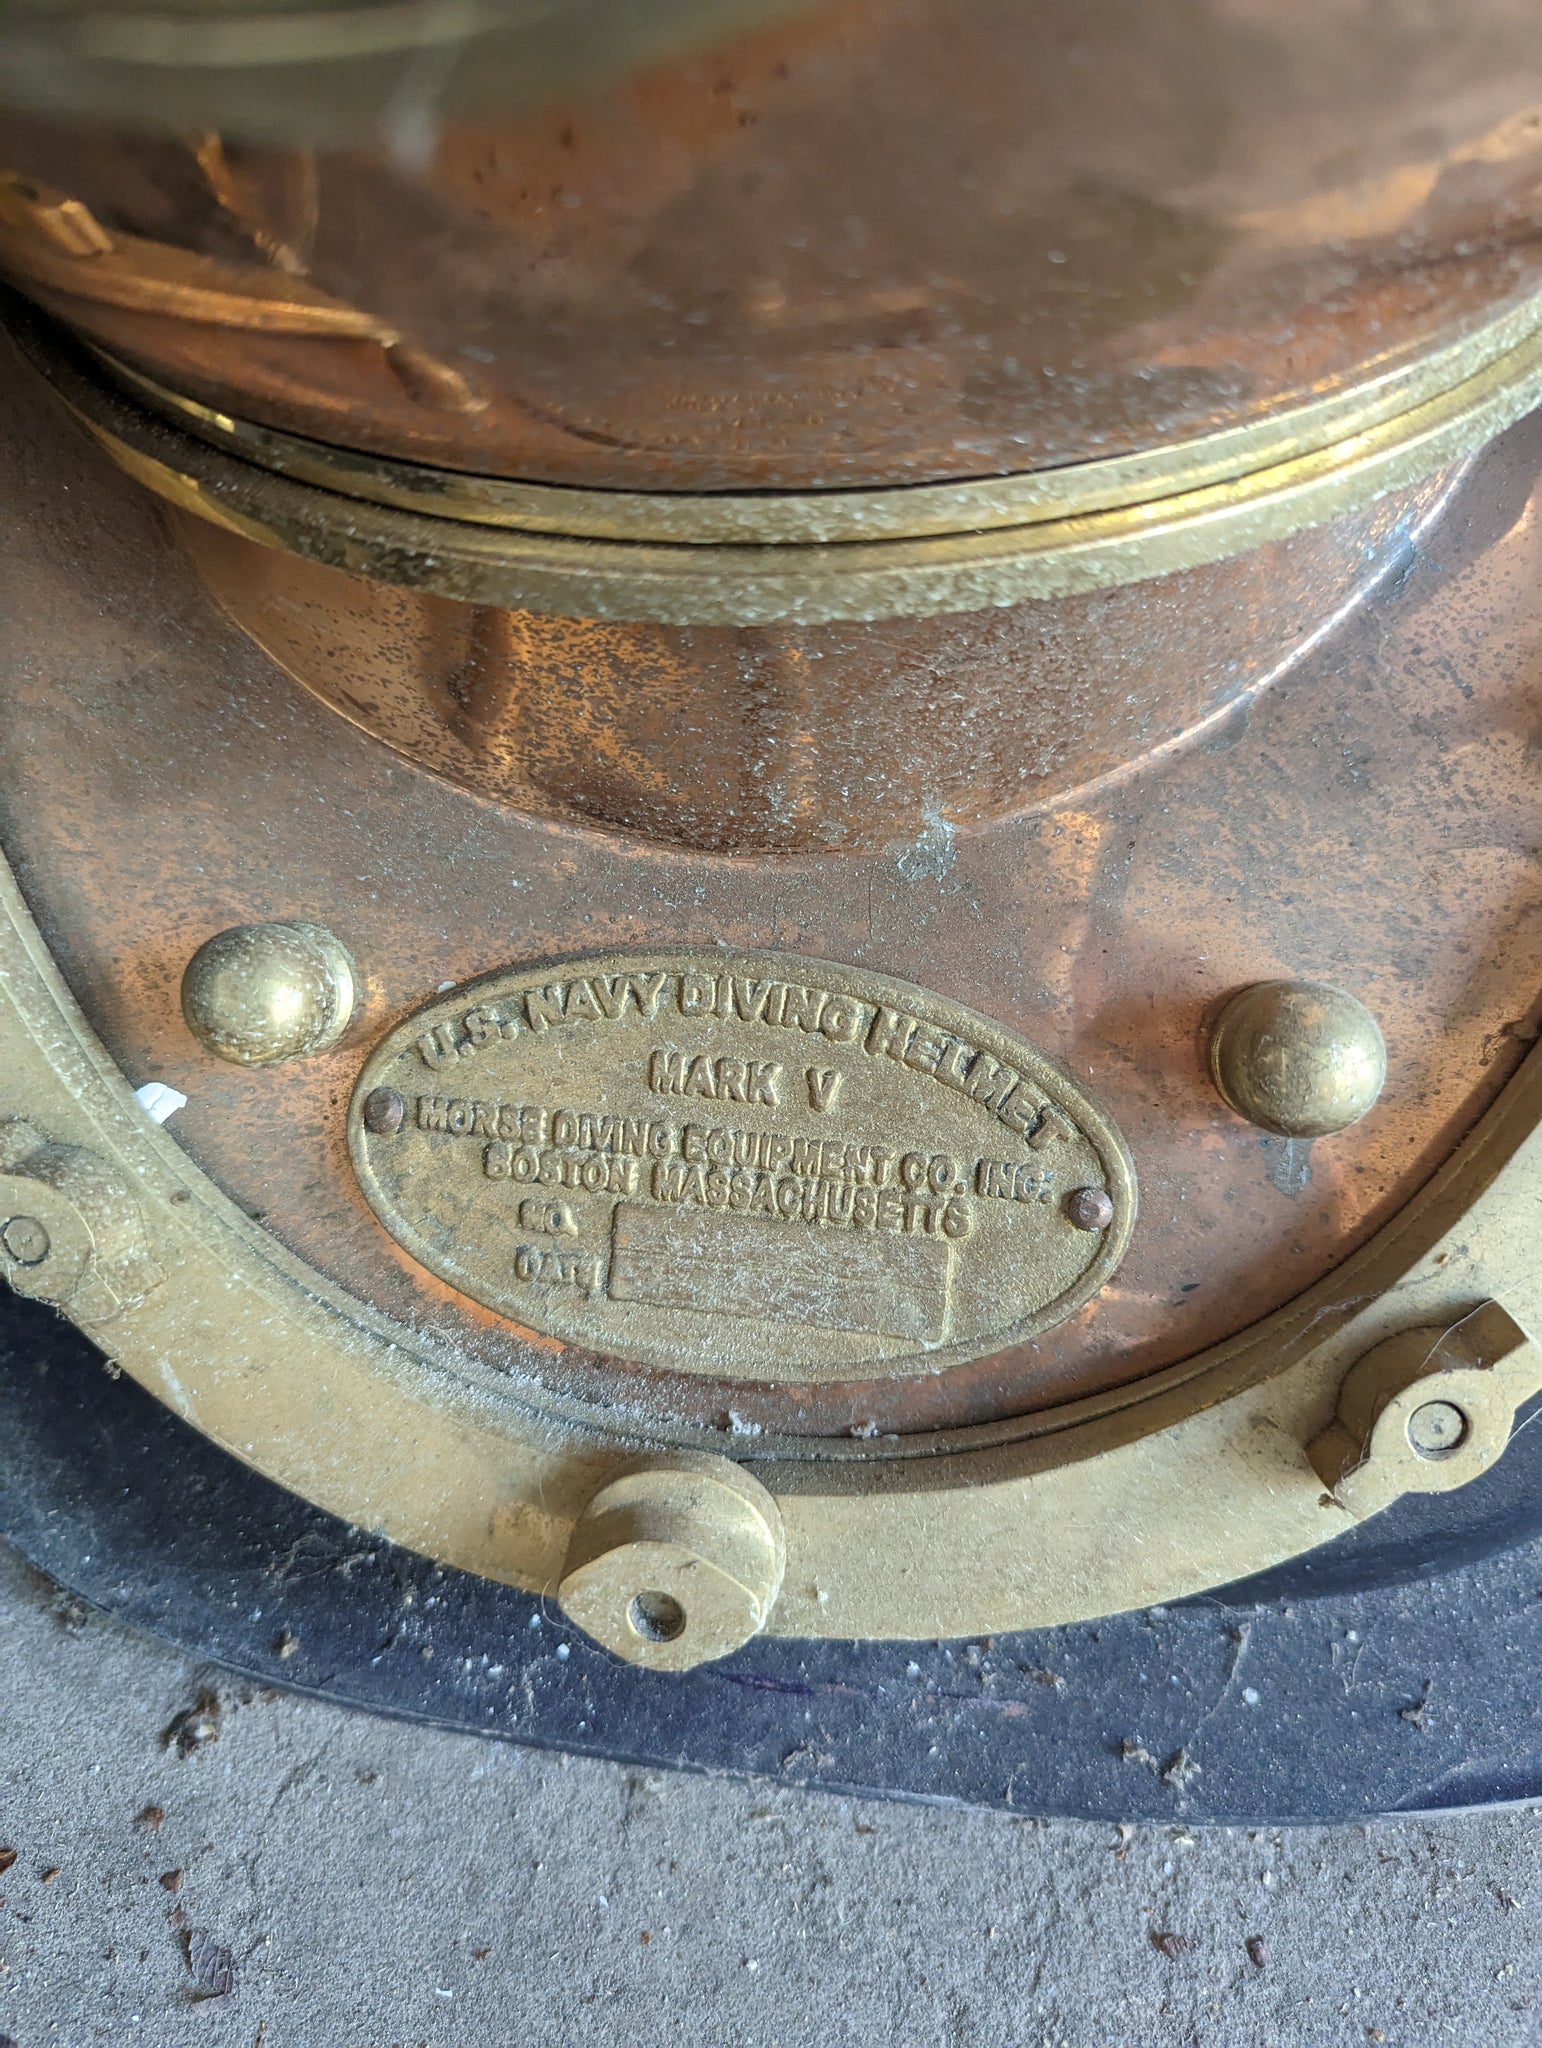 U.S. NAVY DIVING HELMET
MARK V
MORSE DIVING EQUIPMENT CO. INC.
BOSTON MASSACHUSETTS
NO.
DATE